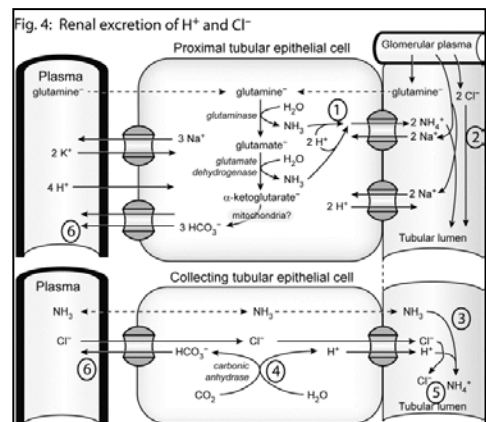 Fig. 4: Renal excretion of H⁺ and Cl⁻
Proximal tubular epithelial cell
Glomerular plasma
Plasma
glutamine⁻
glutamine⁻
glutamine⁻
2 Cl⁻
H₂O
glutaminase
NH₃
1
2 NH₄⁺
2 Na⁺
2
3 Na⁺
2 K⁺
glutamate⁻
2 H⁺
glutamate
dehydrogenase
H₂O
NH₃
4 H⁺
α-ketoglutarate⁻
2 Na⁺
2 H⁺
mitochondria?
6
3 HCO₃⁻
Tubular lumen
Collecting tubular epithelial cell
Plasma
NH₃
NH₃
NH₃
3
Cl⁻
Cl⁻
Cl⁻
6
HCO₃⁻
H⁺
H⁺
carbonic
anhydrase
4
CO₂
H₂O
Cl⁻
5
NH₄⁺
Tubular lumen